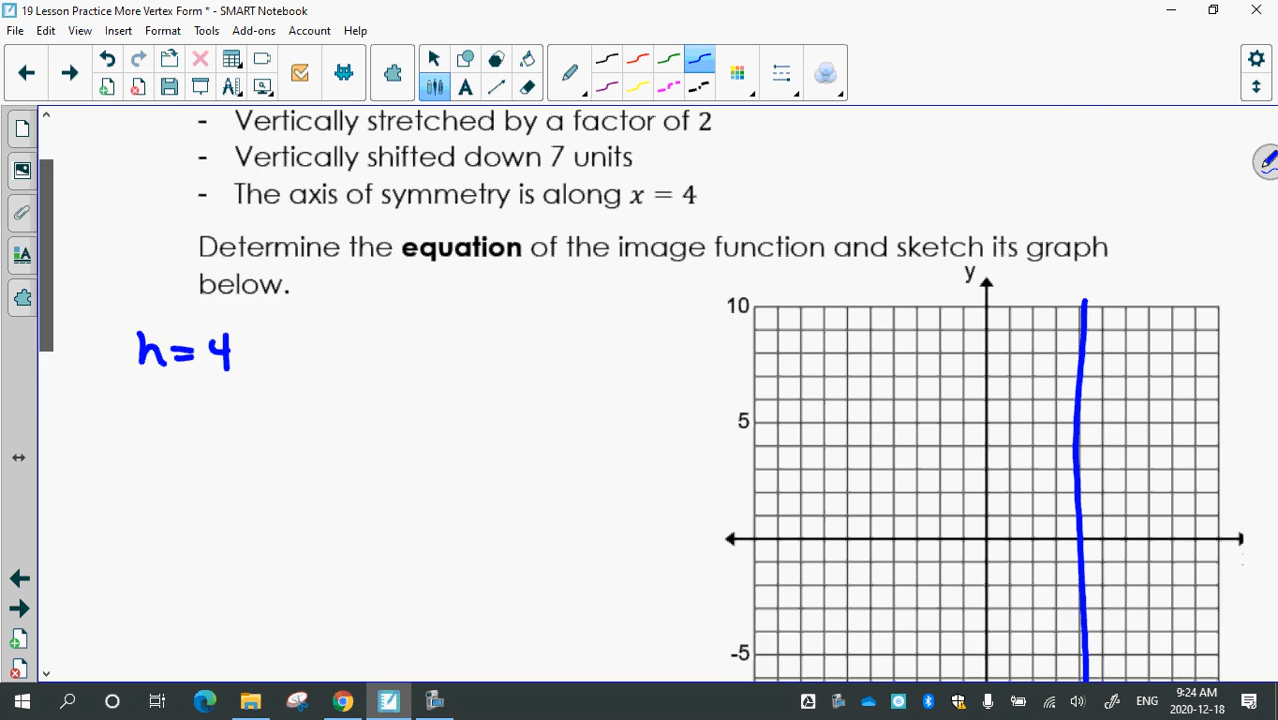 19 Lesson Practice More Vertex Form * - SMART Notebook
File Edit View Insert Format Tools Add-ons Account Help
- Vertically stretched by a factor of 2
- Vertically shifted down 7 units
- The axis of symmetry is along x = 4
Determine the equation of the image function and sketch its graph
below.
y
10
h = 4
5
-5
ENG
9:24 AM
2020-12-18